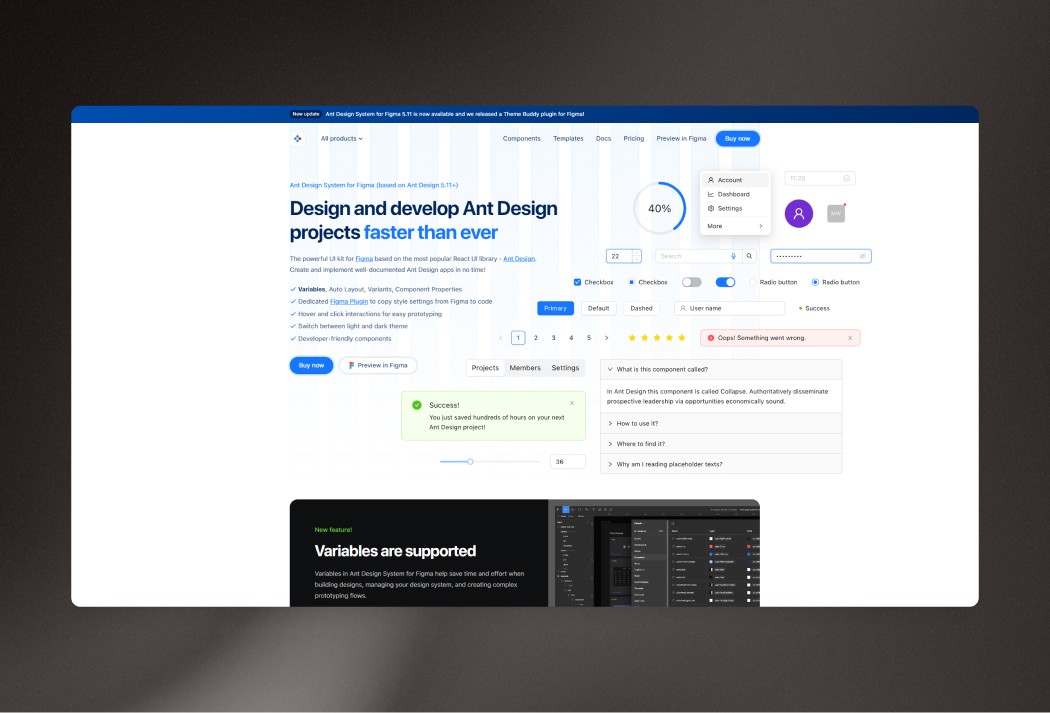 New update Ant Design System for Figma 5.11 is now available and we released a Theme Buddy plugin for Figma!
All products Components Templates Docs Pricing Preview in Figma Buy now
Ant Design System for Figma (based on Ant Design 5.11+)
Design and develop Ant Design
projects faster than ever
The powerful UI kit for Figma based on the most popular React UI library - Ant Design.
Create and implement well-documented Ant Design apps in no time!
Variables, Auto Layout, Variants, Component Properties
Dedicated Figma Plugin to copy style settings from Figma to code
Hover and click interactions for easy prototyping
Switch between light and dark theme
Developer-friendly components
Buy now Preview in Figma
40%
Account
Dashboard
Settings
More
11:25
MW
22 Search
Checkbox Checkbox Radio button Radio button
Primary Default Dashed User name Success
1 2 3 4 5
Oops! Something went wrong.
Projects Members Settings
Success!
You just saved hundreds of hours on your next
Ant Design project!
36
What is this component called?
In Ant Design this component is called Collapse. Authoritatively disseminate
prospective leadership via opportunities economically sound.
How to use it?
Where to find it?
Why am I reading placeholder texts?
New feature!
Variables are supported
Variables in Ant Design System for Figma help save time and effort when
building designs, managing your design system, and creating complex
prototyping flows.